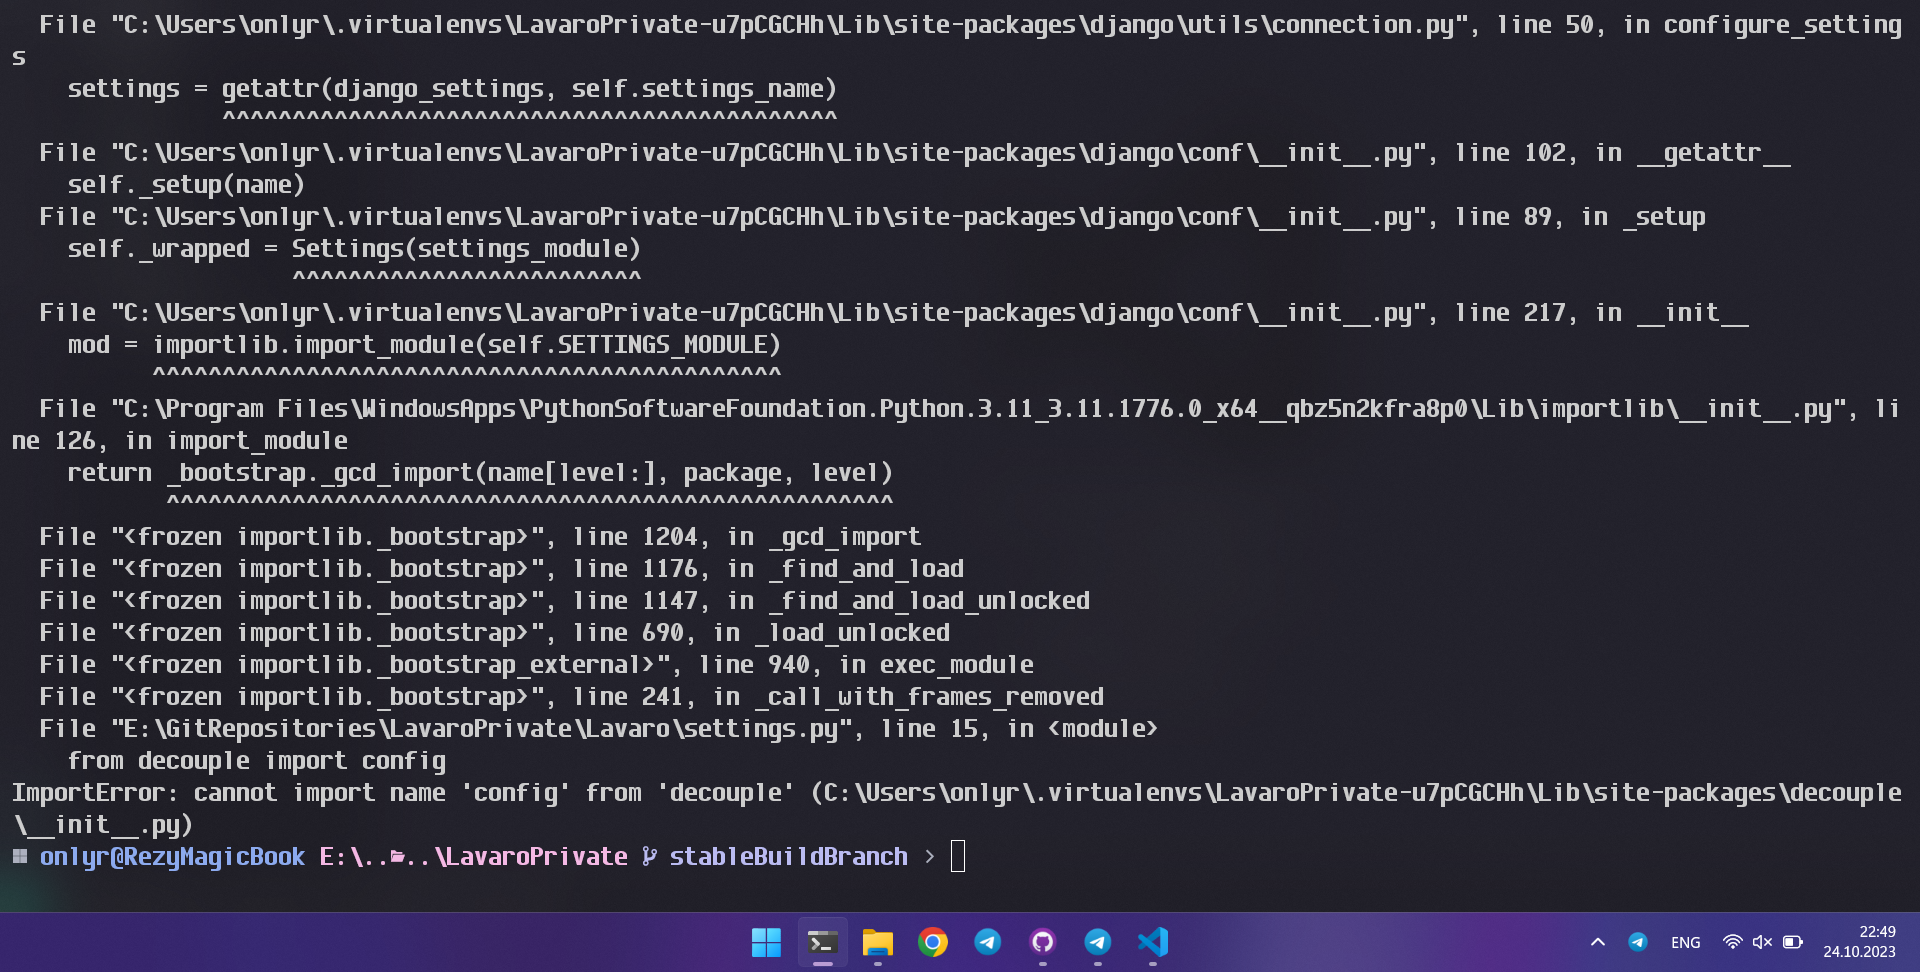 File "C:\Users\onlyr\.virtualenvs\LavaroPrivate-u7pCGCHh\Lib\site-packages\django\utils\connection.py", line 50, in configure_setting
s
settings = getattr(django_settings, self.settings_name)
^^^^^^^^^^^^^^^^^^^^^^^^^^^^^^^^^^^^^^^^^^^^
File "C:\Users\onlyr\.virtualenvs\LavaroPrivate-u7pCGCHh\Lib\site-packages\django\conf\__init__.py", line 102, in __getattr__
self._setup(name)
File "C:\Users\onlyr\.virtualenvs\LavaroPrivate-u7pCGCHh\Lib\site-packages\django\conf\__init__.py", line 89, in _setup
self._wrapped = Settings(settings_module)
^^^^^^^^^^^^^^^^^^^^^^^^^
File "C:\Users\onlyr\.virtualenvs\LavaroPrivate-u7pCGCHh\Lib\site-packages\django\conf\__init__.py", line 217, in __init__
mod = importlib.import_module(self.SETTINGS_MODULE)
^^^^^^^^^^^^^^^^^^^^^^^^^^^^^^^^^^^^^^^^^^^^^
File "C:\Program Files\WindowsApps\PythonSoftwareFoundation.Python.3.11_3.11.1776.0_x64__qbz5n2kfra8p0\Lib\importlib\__init__.py", li
ne 126, in import_module
return _bootstrap._gcd_import(name[level:], package, level)
^^^^^^^^^^^^^^^^^^^^^^^^^^^^^^^^^^^^^^^^^^^^^^^^^^^^
File "<frozen importlib._bootstrap>", line 1204, in _gcd_import
File "<frozen importlib._bootstrap>", line 1176, in _find_and_load
File "<frozen importlib._bootstrap>", line 1147, in _find_and_load_unlocked
File "<frozen importlib._bootstrap>", line 690, in _load_unlocked
File "<frozen importlib._bootstrap_external>", line 940, in exec_module
File "<frozen importlib._bootstrap>", line 241, in _call_with_frames_removed
File "E:\GitRepositories\LavaroPrivate\Lavaro\settings.py", line 15, in <module>
from decouple import config
ImportError: cannot import name 'config' from 'decouple' (C:\Users\onlyr\.virtualenvs\LavaroPrivate-u7pCGCHh\Lib\site-packages\decouple
\__init__.py)
onlyr@RezyMagicBook E:\....\LavaroPrivate stableBuildBranch >
ENG
22:49
24.10.2023